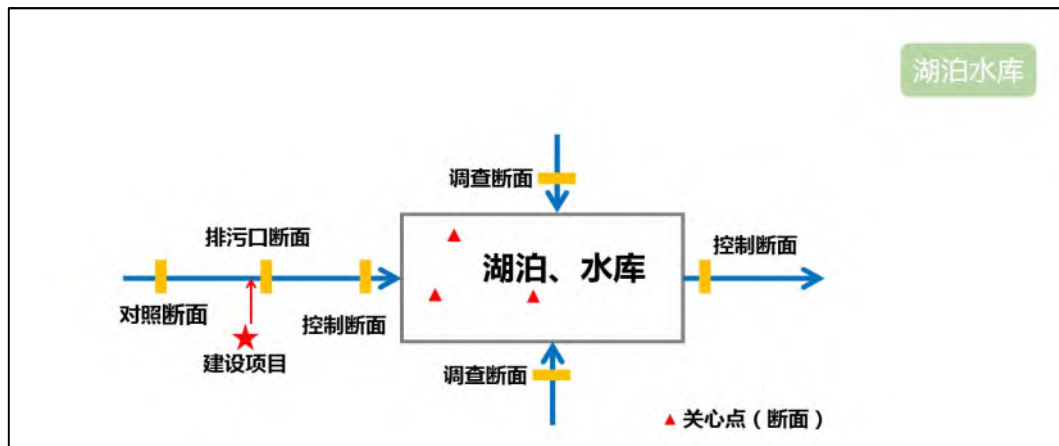 湖泊水库
调查断面
排污口断面
湖泊、水库
控制断面
对照断面
控制断面
建设项目
调查断面
关心点（断面）